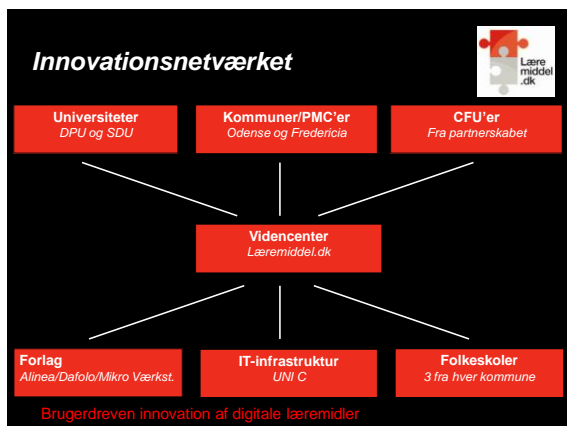 Innovationsnetværket
Lære
middel
.dk
Universiteter
DPU og SDU
Kommuner/PMC'er
Odense og Fredericia
CFU'er
Fra partnerskabet
Videncenter
Læremiddel.dk
Forlag
Alinea/Dafolo/Mikro Værkst.
IT-infrastruktur
UNI C
Folkeskoler
3 fra hver kommune
Brugerdreven innovation af digitale læremidler